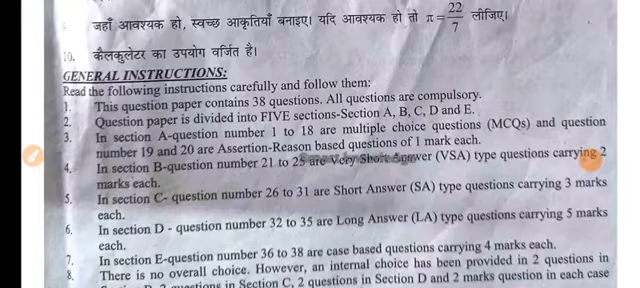 जहाँ आवश्यक हो, स्वच्छ आकृतियाँ बनाइए। यदि आवश्यक हो तो π = 22/7 लीजिए।
10. कैलकुलेटर का उपयोग वर्जित है।
GENERAL INSTRUCTIONS:
Read the following instructions carefully and follow them:
1. This question paper contains 38 questions. All questions are compulsory.
2. Question paper is divided into FIVE sections-Section A, B, C, D and E.
3. In section A-question number 1 to 18 are multiple choice questions (MCQs) and question
number 19 and 20 are Assertion-Reason based questions of 1 mark each.
4. In section B-question number 21 to 25 are Very Short Answer (VSA) type questions carrying 2
marks each.
5. In section C- question number 26 to 31 are Short Answer (SA) type questions carrying 3 marks
each.
6. In section D - question number 32 to 35 are Long Answer (LA) type questions carrying 5 marks
each.
7. In section E-question number 36 to 38 are case based questions carrying 4 marks each.
8. There is no overall choice. However, an internal choice has been provided in 2 questions in
questions in Section C, 2 questions in Section D and 2 marks question in each case